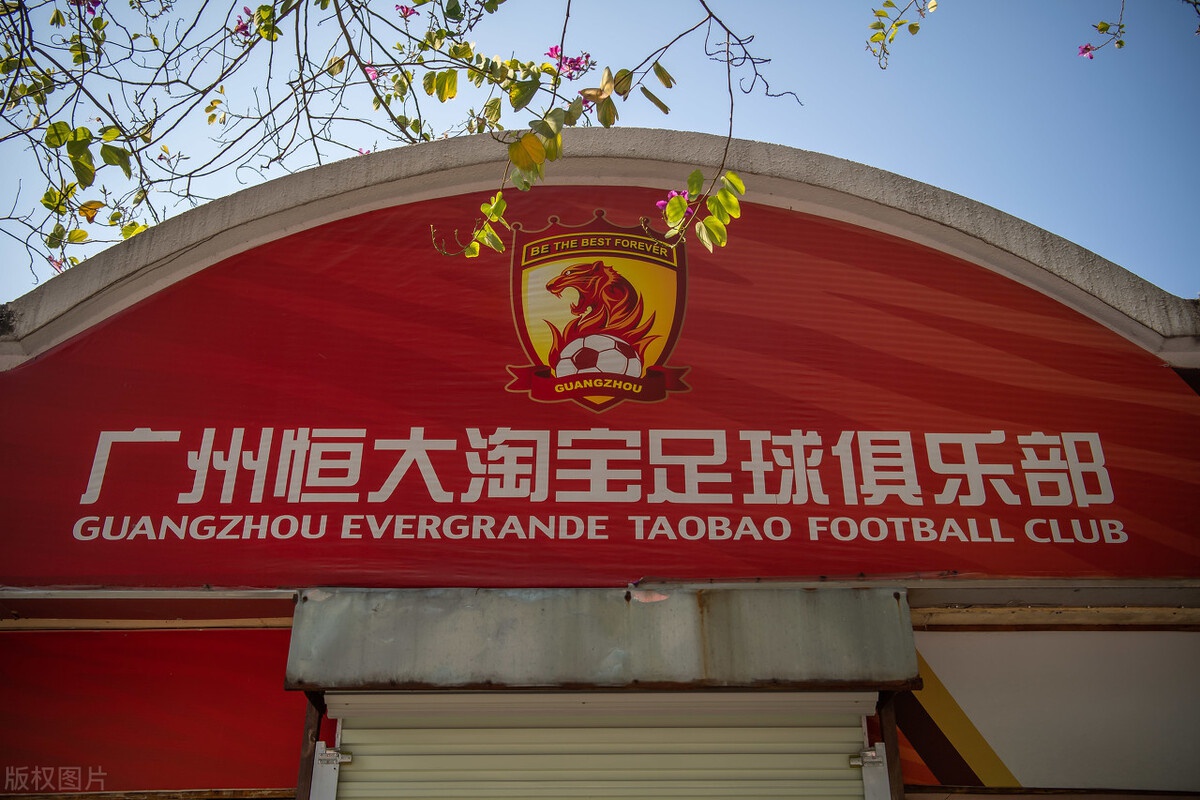 BE THE BEST FOREVER
GUANGZHOU
广州恒大淘宝足球俱乐部
GUANGZHOU EVERGRANDE TAOBAO FOOTBALL CLUB
版权图片